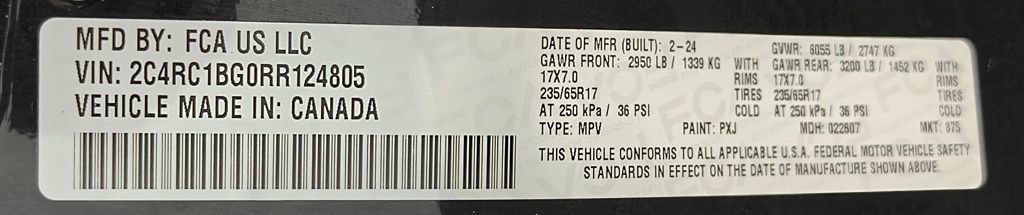 MFD BY: FCA US LLC
VIN: 2C4RC1BG0RR124805
VEHICLE MADE IN: CANADA
DATE OF MFR (BUILT): 2-24 GVWR: 6055 LB / 2747 KG
GAWR FRONT: 2950 LB / 1339 KG WITH GAWR REAR: 3200 LB / 1452 KG WITH
17X7.0 RIMS 17X7.0 RIMS
235/65R17 TIRES 235/65R17 TIRES
AT 250 kPa / 36 PSI COLD AT 250 kPa / 36 PSI COLD
TYPE: MPV PAINT: PXJ MDH: 022807 MKT: 875
THIS VEHICLE CONFORMS TO ALL APPLICABLE U.S.A. FEDERAL MOTOR VEHICLE SAFETY
STANDARDS IN EFFECT ON THE DATE OF MANUFACTURE SHOWN ABOVE.